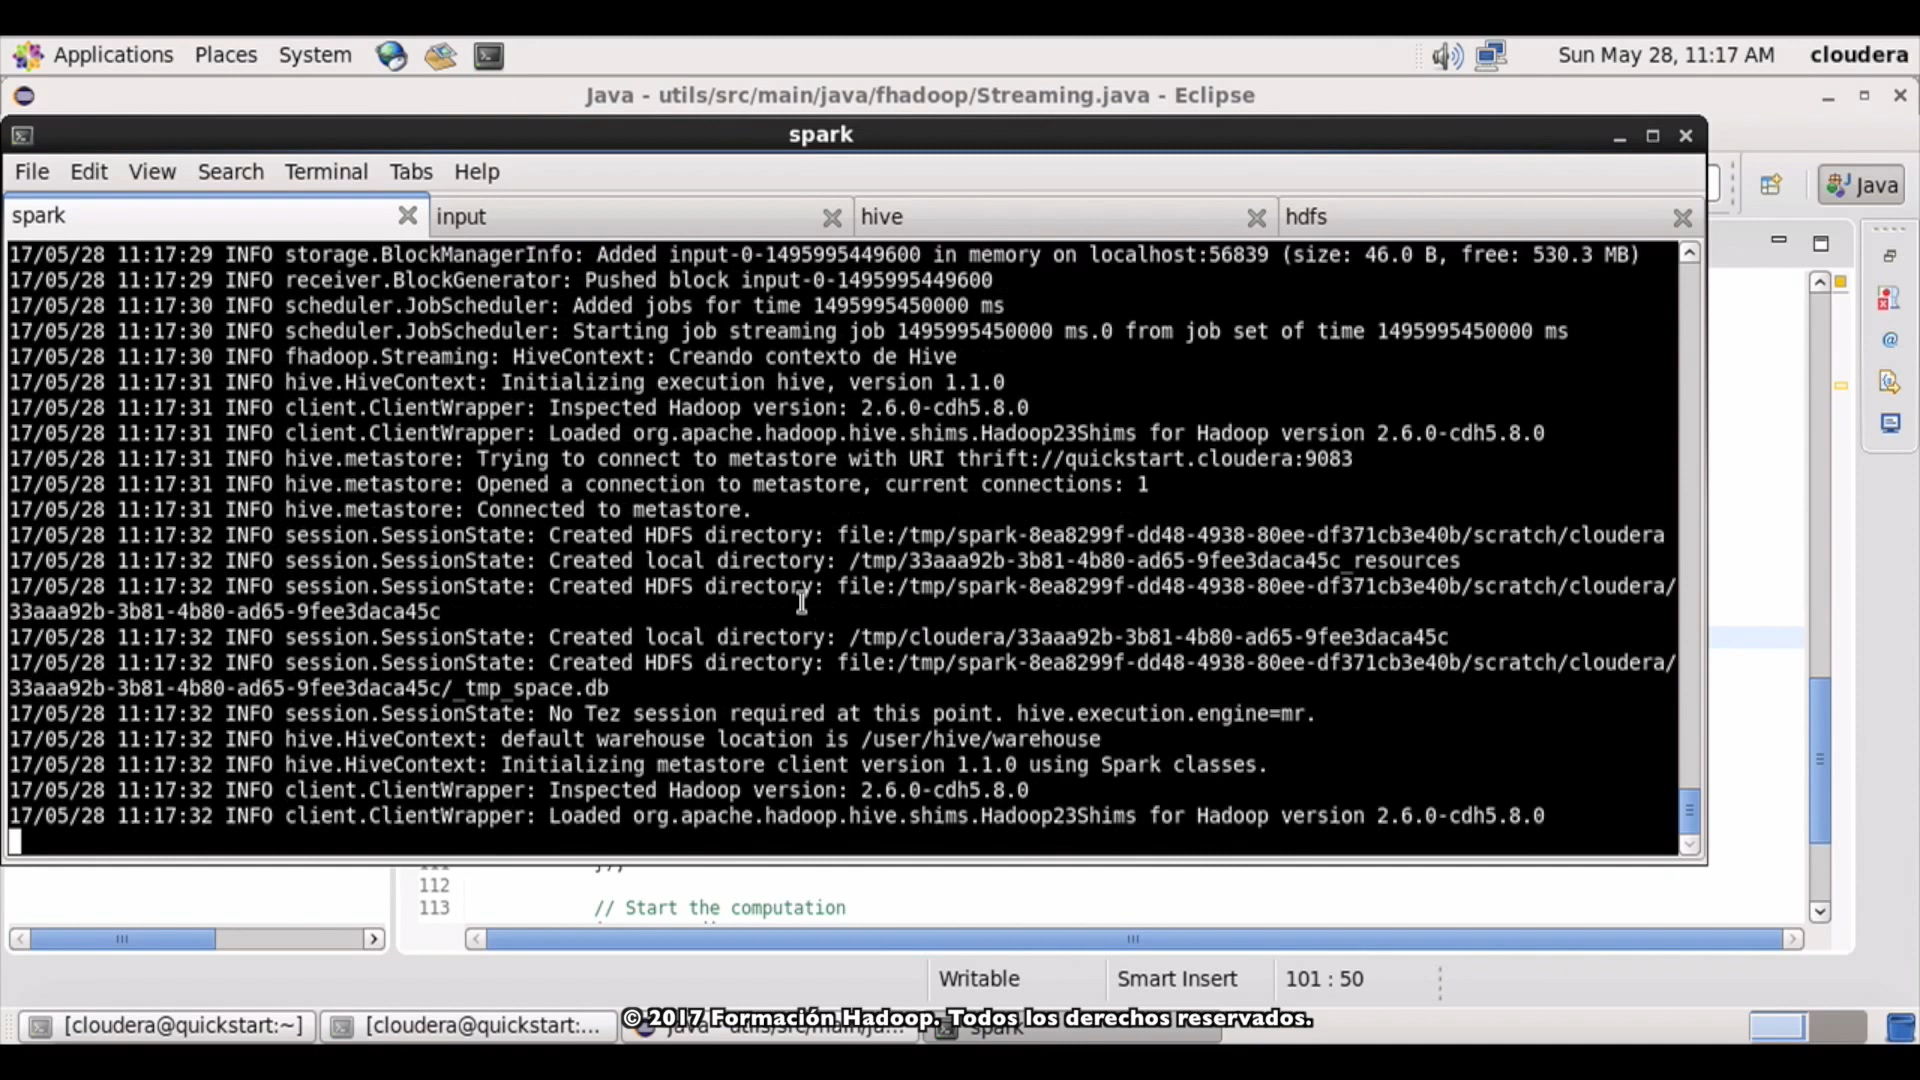 Applications Places System Sun May 28, 11:17 AM cloudera
Java - utils/src/main/java/fhadoop/Streaming.java - Eclipse
spark
File Edit View Search Terminal Tabs Help
Java
spark input hive hdfs
17/05/28 11:17:29 INFO storage.BlockManagerInfo: Added input-0-1495995449600 in memory on localhost:56839 (size: 46.0 B, free: 530.3 MB)
17/05/28 11:17:29 INFO receiver.BlockGenerator: Pushed block input-0-1495995449600
17/05/28 11:17:30 INFO scheduler.JobScheduler: Added jobs for time 1495995450000 ms
17/05/28 11:17:30 INFO scheduler.JobScheduler: Starting job streaming job 1495995450000 ms.0 from job set of time 1495995450000 ms
17/05/28 11:17:30 INFO fhadoop.Streaming: HiveContext: Creando contexto de Hive
17/05/28 11:17:31 INFO hive.HiveContext: Initializing execution hive, version 1.1.0
17/05/28 11:17:31 INFO client.ClientWrapper: Inspected Hadoop version: 2.6.0-cdh5.8.0
17/05/28 11:17:31 INFO client.ClientWrapper: Loaded org.apache.hadoop.hive.shims.Hadoop23Shims for Hadoop version 2.6.0-cdh5.8.0
17/05/28 11:17:31 INFO hive.metastore: Trying to connect to metastore with URI thrift://quickstart.cloudera:9083
17/05/28 11:17:31 INFO hive.metastore: Opened a connection to metastore, current connections: 1
17/05/28 11:17:31 INFO hive.metastore: Connected to metastore.
17/05/28 11:17:32 INFO session.SessionState: Created HDFS directory: file:/tmp/spark-8ea8299f-dd48-4938-80ee-df371cb3e40b/scratch/cloudera
17/05/28 11:17:32 INFO session.SessionState: Created local directory: /tmp/33aaa92b-3b81-4b80-ad65-9fee3daca45c_resources
17/05/28 11:17:32 INFO session.SessionState: Created HDFS directory: file:/tmp/spark-8ea8299f-dd48-4938-80ee-df371cb3e40b/scratch/cloudera/
33aaa92b-3b81-4b80-ad65-9fee3daca45c
17/05/28 11:17:32 INFO session.SessionState: Created local directory: /tmp/cloudera/33aaa92b-3b81-4b80-ad65-9fee3daca45c
17/05/28 11:17:32 INFO session.SessionState: Created HDFS directory: file:/tmp/spark-8ea8299f-dd48-4938-80ee-df371cb3e40b/scratch/cloudera/
33aaa92b-3b81-4b80-ad65-9fee3daca45c/_tmp_space.db
17/05/28 11:17:32 INFO session.SessionState: No Tez session required at this point. hive.execution.engine=mr.
17/05/28 11:17:32 INFO hive.HiveContext: default warehouse location is /user/hive/warehouse
17/05/28 11:17:32 INFO hive.HiveContext: Initializing metastore client version 1.1.0 using Spark classes.
17/05/28 11:17:32 INFO client.ClientWrapper: Inspected Hadoop version: 2.6.0-cdh5.8.0
17/05/28 11:17:32 INFO client.ClientWrapper: Loaded org.apache.hadoop.hive.shims.Hadoop23Shims for Hadoop version 2.6.0-cdh5.8.0
112
113 // Start the computation
Writable Smart Insert 101 : 50
[cloudera@quickstart:~] [cloudera@quickstart:... spark
© 2017 Formación Hadoop. Todos los derechos reservados.